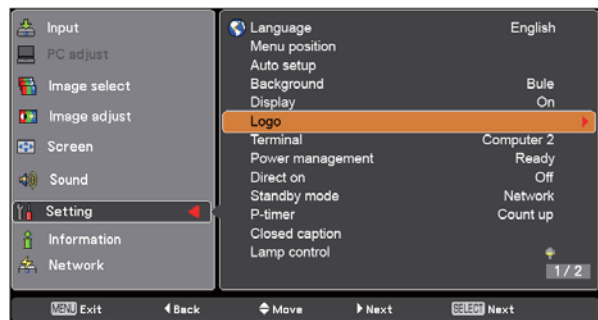 Input
PC adjust
Image select
Image adjust
Screen
Sound
Setting
Information
Network
Language English
Menu position
Auto setup
Background Bule
Display On
Logo
Terminal Computer 2
Power management Ready
Direct on Off
Standby mode Network
P-timer Count up
Closed caption
Lamp control
1 / 2
MENU Exit Back Move Next SELECT Next